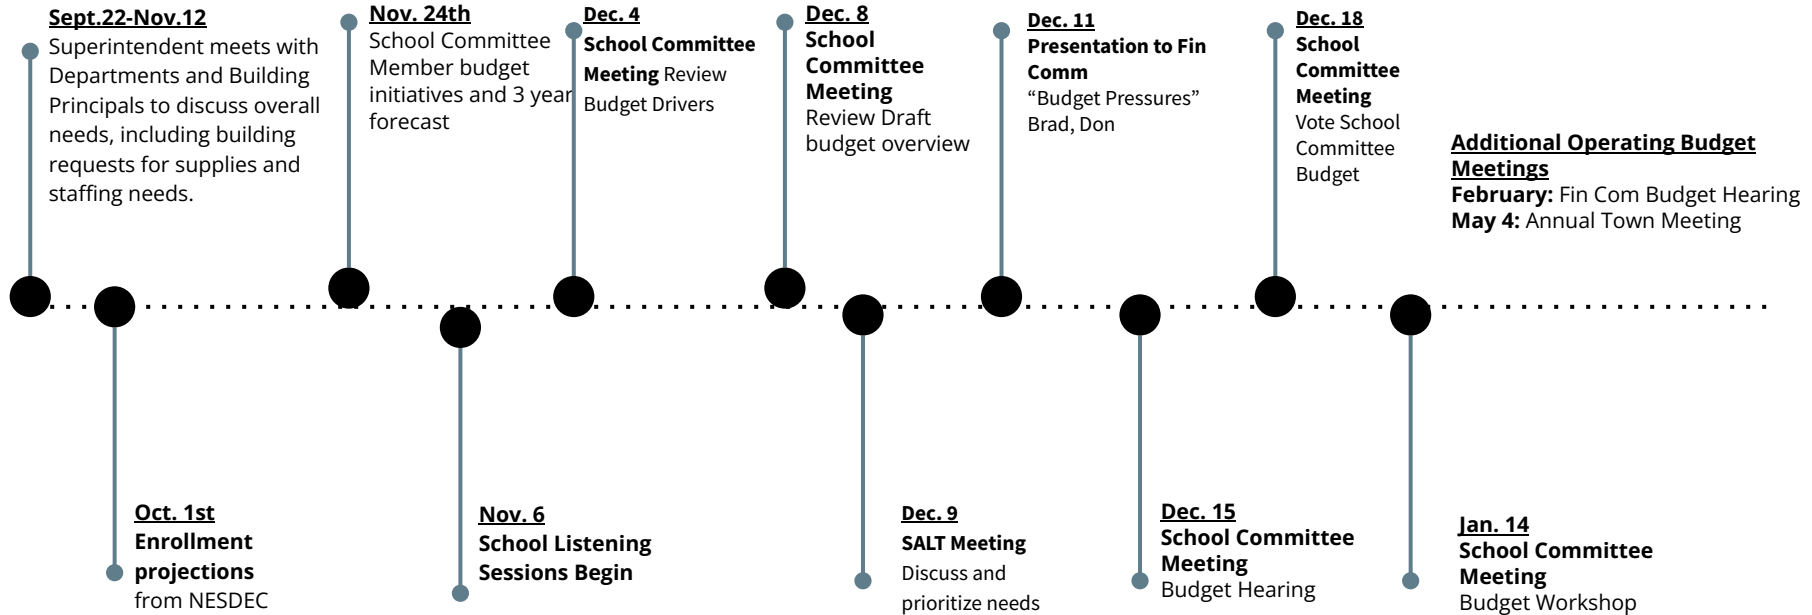 Sept.22-Nov.12
Superintendent meets with
Departments and Building
Principals to discuss overall
needs, including building
requests for supplies and
staffing needs.
Nov. 24th
School Committee
Member budget
initiatives and 3 year
forecast
Dec. 4
School Committee
Meeting Review
Budget Drivers
Dec. 8
School
Committee
Meeting
Review Draft
budget overview
Dec. 11
Presentation to Fin
Comm
“Budget Pressures”
Brad, Don
Dec. 18
School
Committee
Meeting
Vote School
Committee
Budget
Additional Operating Budget
Meetings
February: Fin Com Budget Hearing
May 4: Annual Town Meeting
Oct. 1st
Enrollment
projections
from NESDEC
Nov. 6
School Listening
Sessions Begin
Dec. 9
SALT Meeting
Discuss and
prioritize needs
Dec. 15
School Committee
Meeting
Budget Hearing
Jan. 14
School Committee
Meeting
Budget Workshop